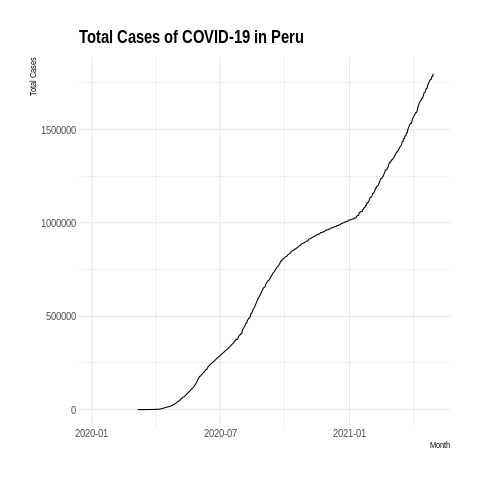 Total Cases of COVID-19 in Peru
Total Cases
1500000
1000000
500000
0
2020-01
2020-07
2021-01
Month